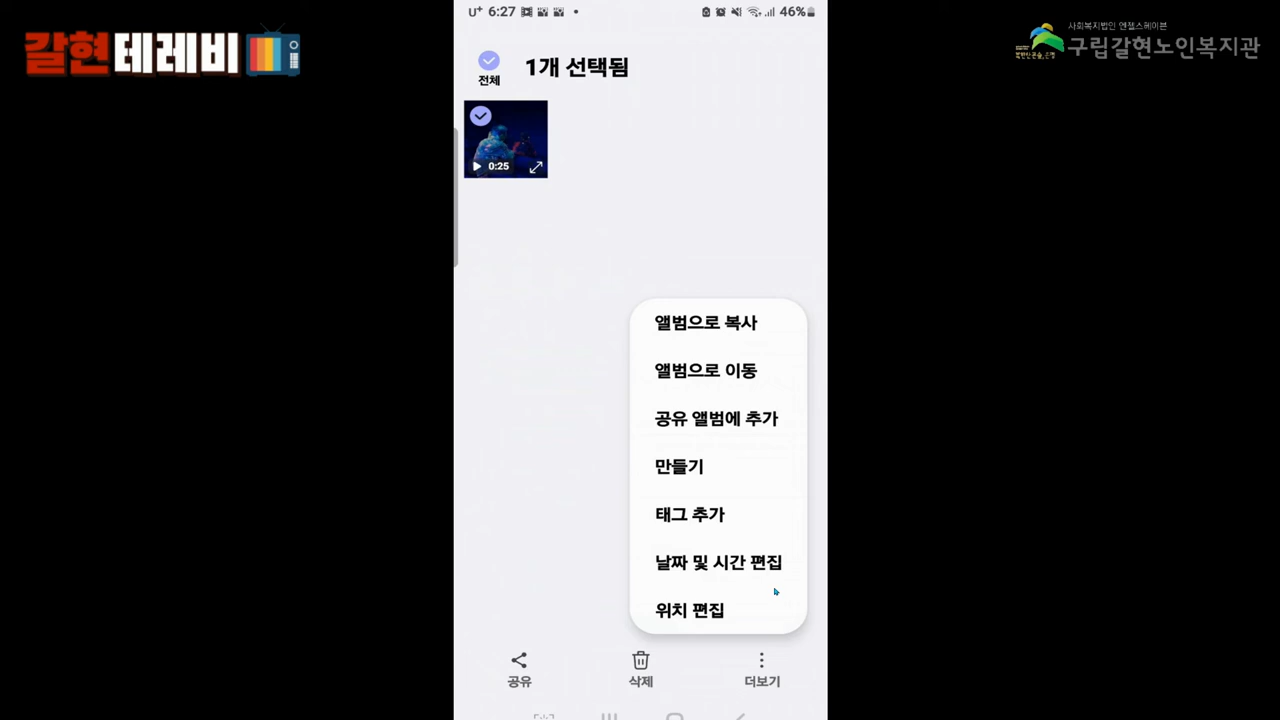 갈현테레비
사회복지법인 엔젤스헤이븐
구립갈현노인복지관
U+ 6:27
46%
전체
1개 선택됨
0:25
앨범으로 복사
앨범으로 이동
공유 앨범에 추가
만들기
태그 추가
날짜 및 시간 편집
위치 편집
공유
삭제
더보기